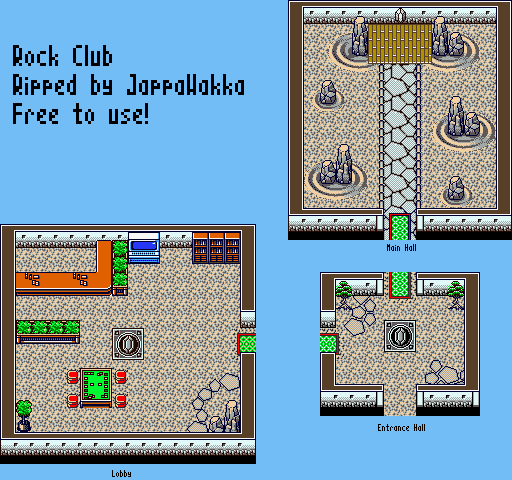 Rock Club
Ripped by JappaWakka
Free to use!
Main Hall
Entrance Hall
Lobby